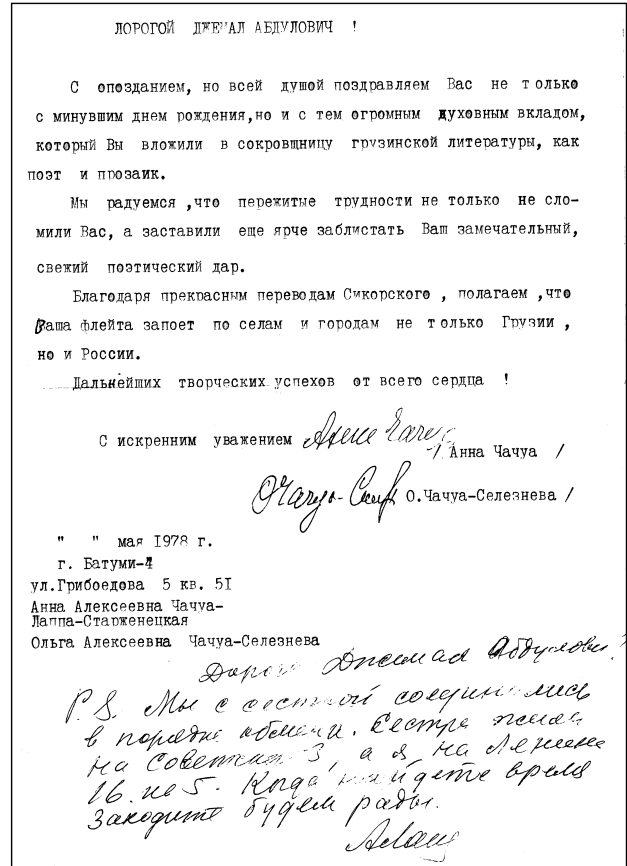 ДОРОГОЙ ДЖЕМАЛ АБДУЛОВИЧ !
С опозданием, но всей душой поздравляем Вас не только
с минувшим днем рождения,но и с тем огромным духовным вкладом,
который Вы вложили в сокровщницу грузинской литературы, как
поэт и прозаик.
Мы радуемся ,что пережитые трудности не только не сло-
мили Вас, а заставили еще ярче заблистать Ваш замечательный,
свежий поэтический дар.
Благодаря прекрасным переводам Сикорского , полагаем ,что
Ваша флейта запоет по селам и городам не только Грузии ,
но и России.
Дальнейших творческих успехов от всего сердца !
С искренним уважением
/ Анна Чачуа /
О.Чачуа-Селезнева /
" " мая 1978 г.
г. Батуми-4
ул.Грибоедова 5 кв. 51
Анна Алексеевна Чачуа-
Лаппа-Старженецкая
Ольга Алексеевна Чачуа-Селезнева
Дорогой Джемал Абдулович!
P.S. Мы с сестрой соединились
в порядке обмена. Сестра
на 3, а я на Ленина
16. Когда найдете время
Заходите будем рады.